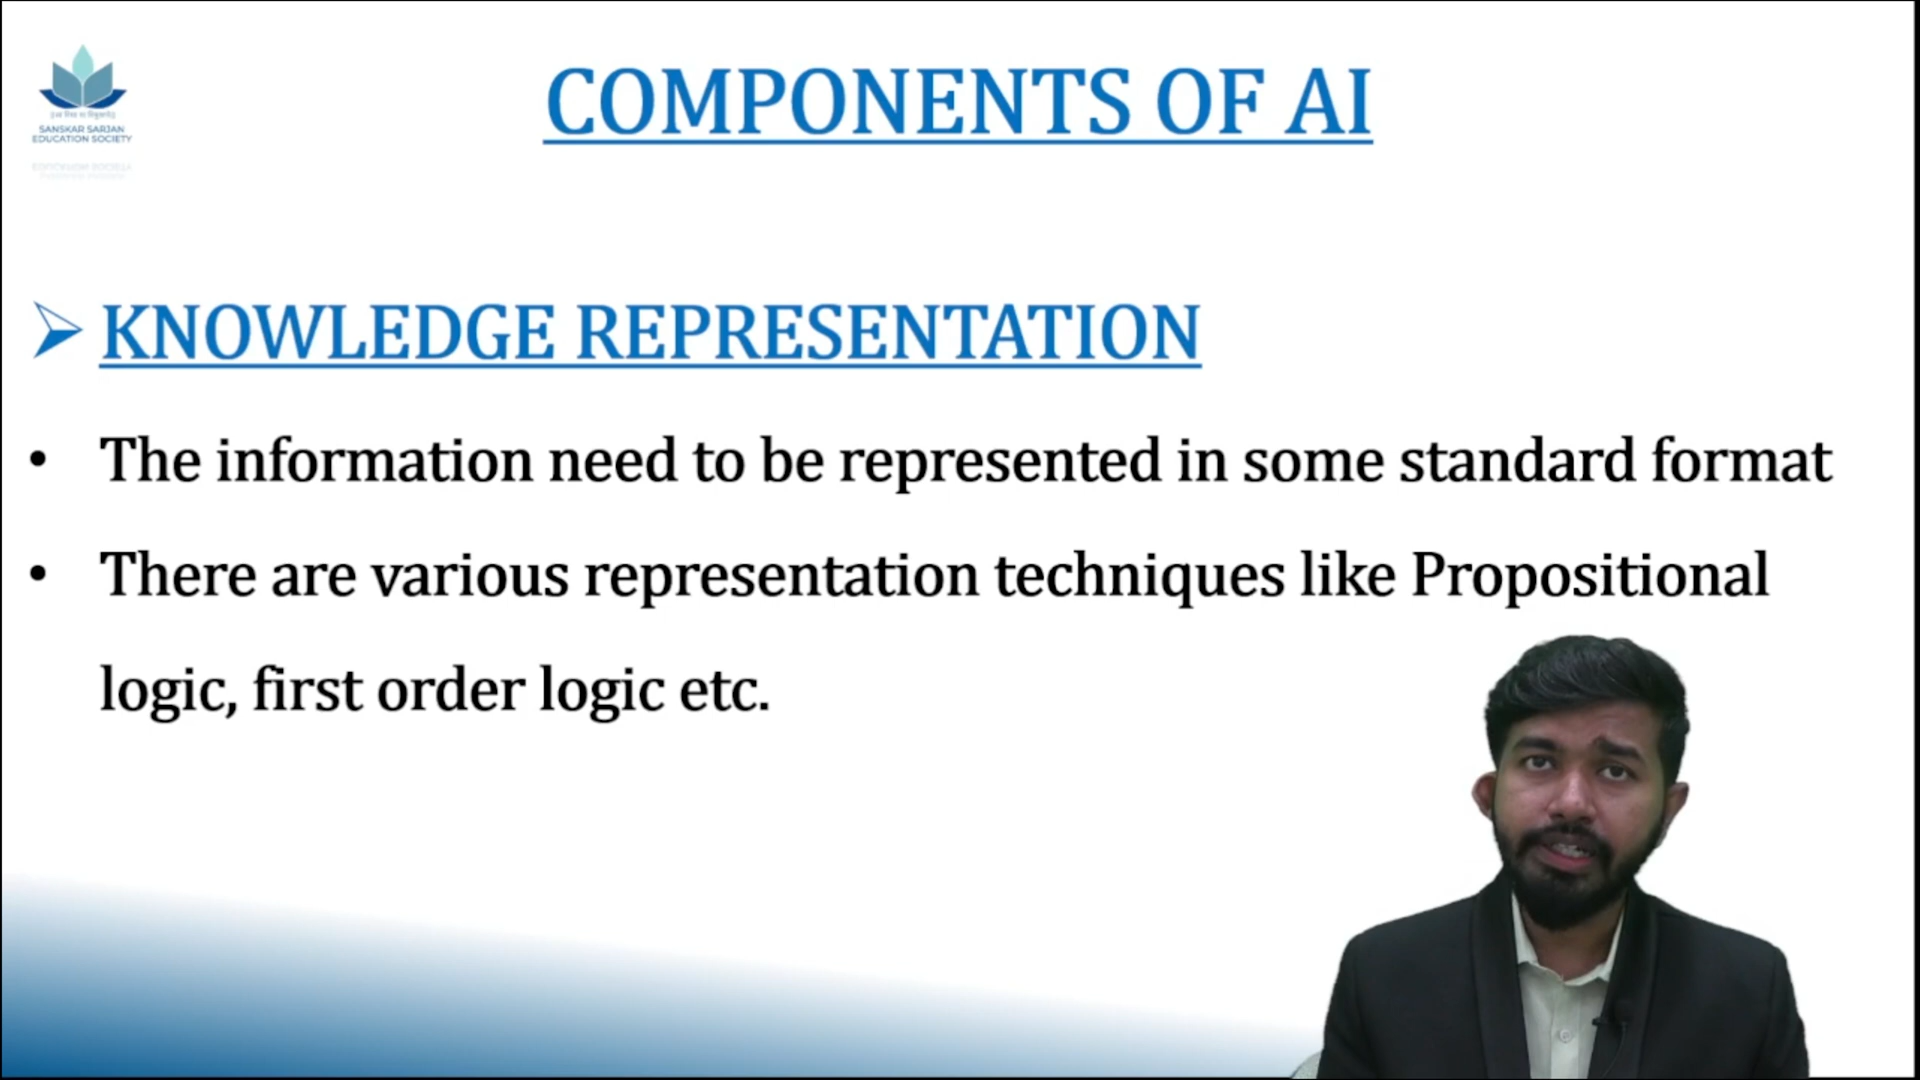 SANSKAR SARJAN
EDUCATION SOCIETY
COMPONENTS OF AI
KNOWLEDGE REPRESENTATION
• The information need to be represented in some standard format
• There are various representation techniques like Propositional
logic, first order logic etc.